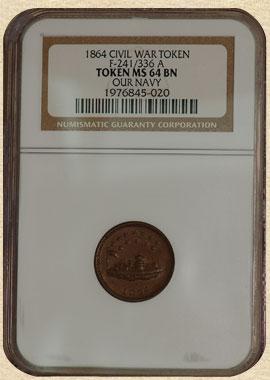 1864 CIVIL WAR TOKEN
F-241/336 A
TOKEN MS 64 BN
OUR NAVY
1976845-020
NUMISMATIC GUARANTY CORPORATION